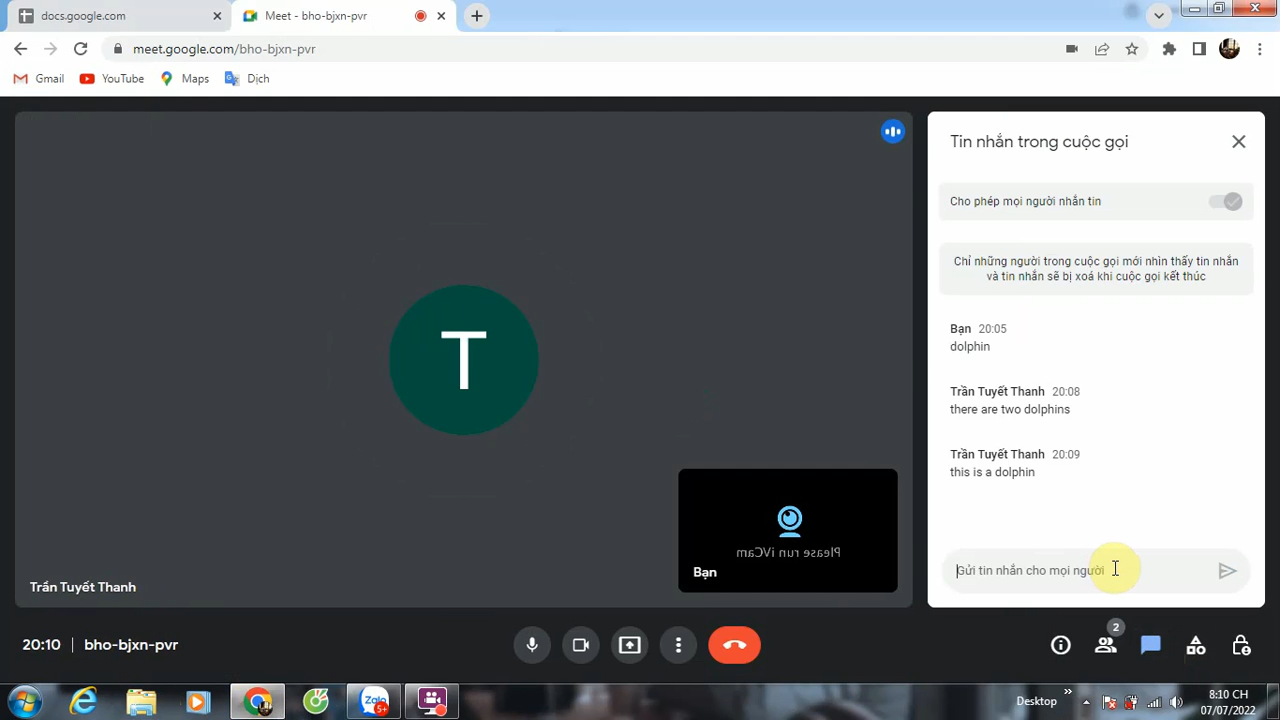 docs.google.com
Meet - bho-bjxn-pvr
meet.google.com/bho-bjxn-pvr
Gmail
YouTube
Maps
Dịch
Tin nhắn trong cuộc gọi
Cho phép mọi người nhắn tin
Chỉ những người trong cuộc gọi mới nhìn thấy tin nhắn
và tin nhắn sẽ bị xoá khi cuộc gọi kết thúc
Bạn 20:05
dolphin
Trần Tuyết Thanh 20:08
there are two dolphins
Trần Tuyết Thanh 20:09
this is a dolphin
Gửi tin nhắn cho mọi người
T
Please run iVCam
Bạn
Trần Tuyết Thanh
20:10 | bho-bjxn-pvr
2
Zalo
5+
Desktop
8:10 CH
07/07/2022